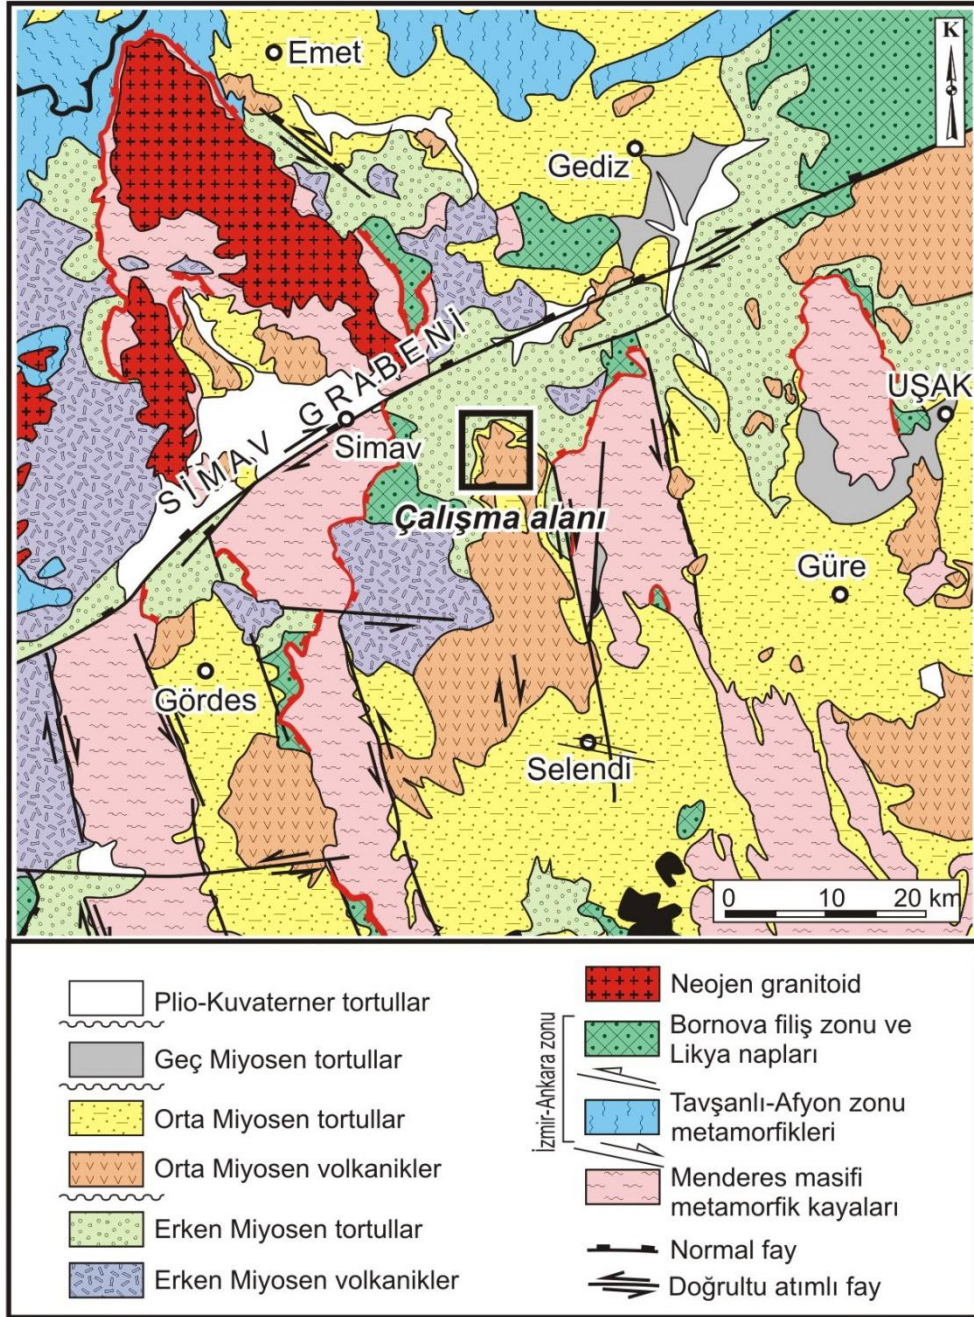 K
Emet
Gediz
SİMAV GRABENİ
UŞAK
Simav
Çalışma alanı
Güre
Gördes
Selendi
0 10 20 km
Plio-Kuvaterner tortullar
Geç Miyosen tortullar
Orta Miyosen tortullar
Orta Miyosen volkanikler
Erken Miyosen tortullar
Erken Miyosen volkanikler
Neojen granitoid
İzmir-Ankara zonu
Bornova filiş zonu ve
Likya napları
Tavşanlı-Afyon zonu
metamorfikleri
Menderes masifi
metamorfik kayaları
Normal fay
Doğrultu atımlı fay